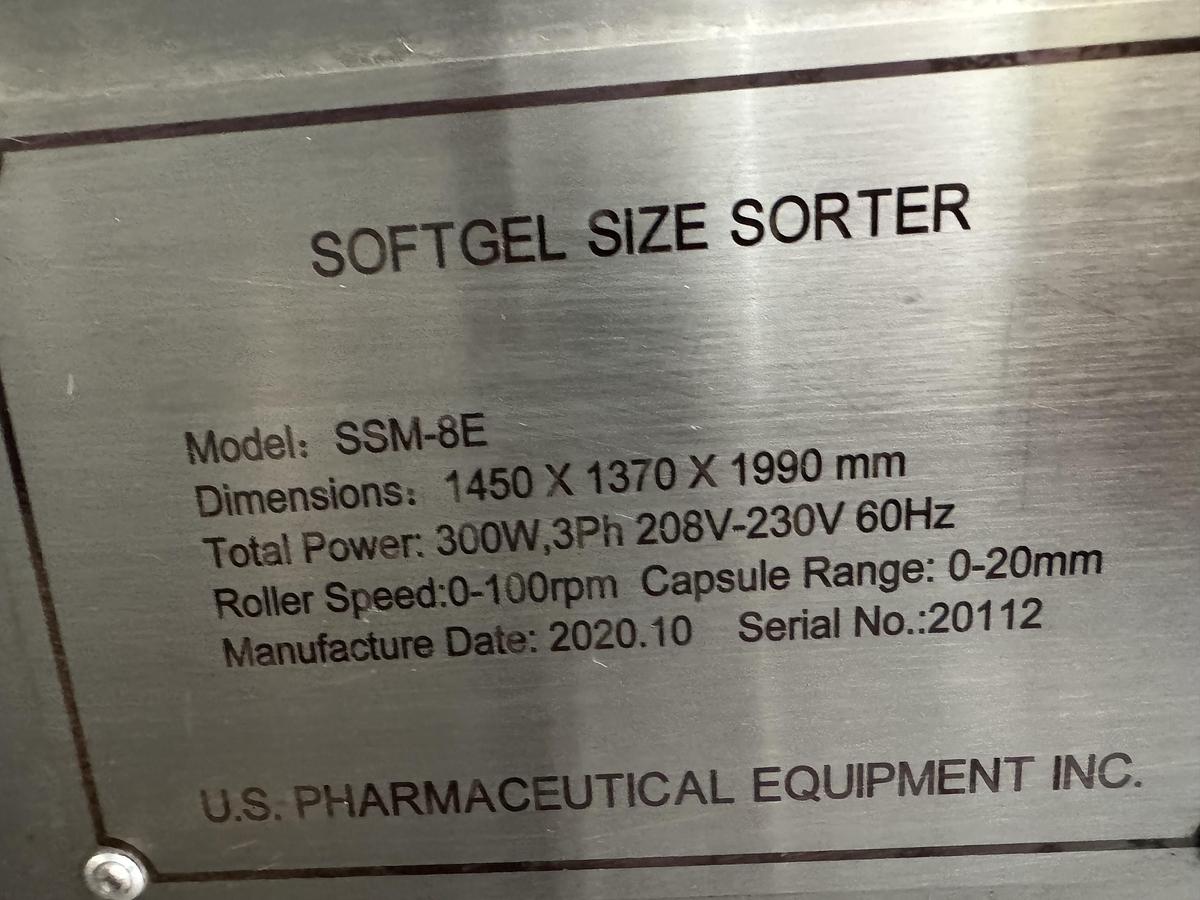 SOFTGEL SIZE SORTER
Model: SSM-8E
Dimensions: 1450 X 1370 X 1990 mm
Total Power: 300W,3Ph 208V-230V 60Hz
Roller Speed:0-100rpm Capsule Range: 0-20mm
Manufacture Date: 2020.10 Serial No.:20112
U.S. PHARMACEUTICAL EQUIPMENT INC.